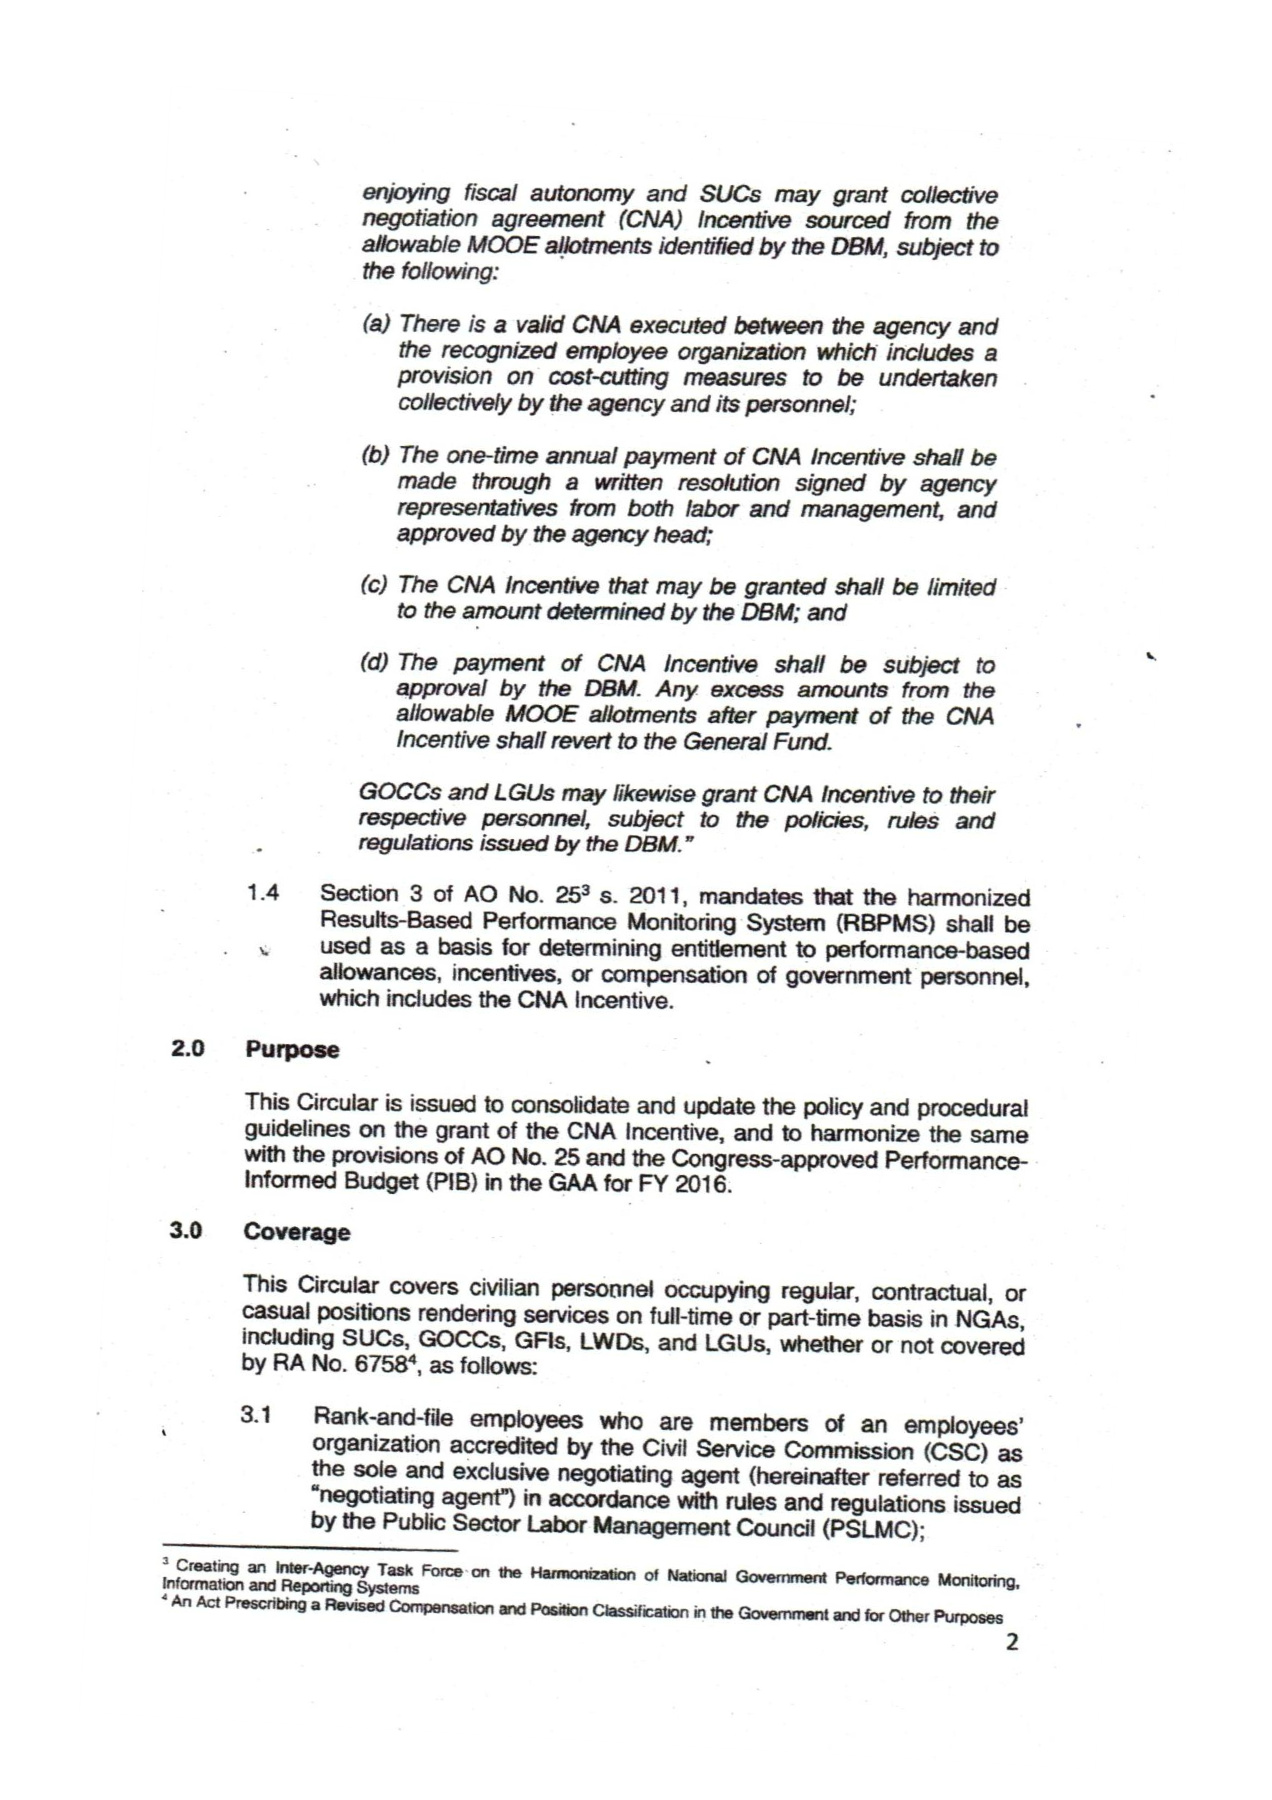 enjoying fiscal autonomy and SUCs may grant collective
negotiation agreement (CNA) Incentive sourced from the
allowable MOOE allotments identified by the DBM, subject to
the following:
(a) There is a valid CNA executed between the agency and
the recognized employee organization which includes a
provision on cost-cutting measures to be undertaken
collectively by the agency and its personnel;
(b) The one-time annual payment of CNA Incentive shall be
made through a written resolution signed by agency
representatives from both labor and management, and
approved by the agency head;
(c) The CNA Incentive that may be granted shall be limited
to the amount determined by the DBM; and
(d) The payment of CNA Incentive shall be subject to
approval by the DBM. Any excess amounts from the
allowable MOOE allotments after payment of the CNA
Incentive shall revert to the General Fund.
GOCCs and LGUs may likewise grant CNA Incentive to their
respective personnel, subject to the policies, rules and
regulations issued by the DBM.”
1.4 Section 3 of AO No. 25³ s. 2011, mandates that the harmonized
Results-Based Performance Monitoring System (RBPMS) shall be
used as a basis for determining entitlement to performance-based
allowances, incentives, or compensation of government personnel,
which includes the CNA Incentive.
2.0 Purpose
This Circular is issued to consolidate and update the policy and procedural
guidelines on the grant of the CNA Incentive, and to harmonize the same
with the provisions of AO No. 25 and the Congress-approved Performance-
Informed Budget (PIB) in the GAA for FY 2016.
3.0 Coverage
This Circular covers civilian personnel occupying regular, contractual, or
casual positions rendering services on full-time or part-time basis in NGAs,
including SUCs, GOCCs, GFIs, LWDs, and LGUs, whether or not covered
by RA No. 6758⁴, as follows:
3.1 Rank-and-file employees who are members of an employees’
organization accredited by the Civil Service Commission (CSC) as
the sole and exclusive negotiating agent (hereinafter referred to as
“negotiating agent”) in accordance with rules and regulations issued
by the Public Sector Labor Management Council (PSLMC);
³ Creating an Inter-Agency Task Force on the Harmonization of National Government Performance Monitoring,
Information and Reporting Systems
⁴ An Act Prescribing a Revised Compensation and Position Classification in the Government and for Other Purposes
2